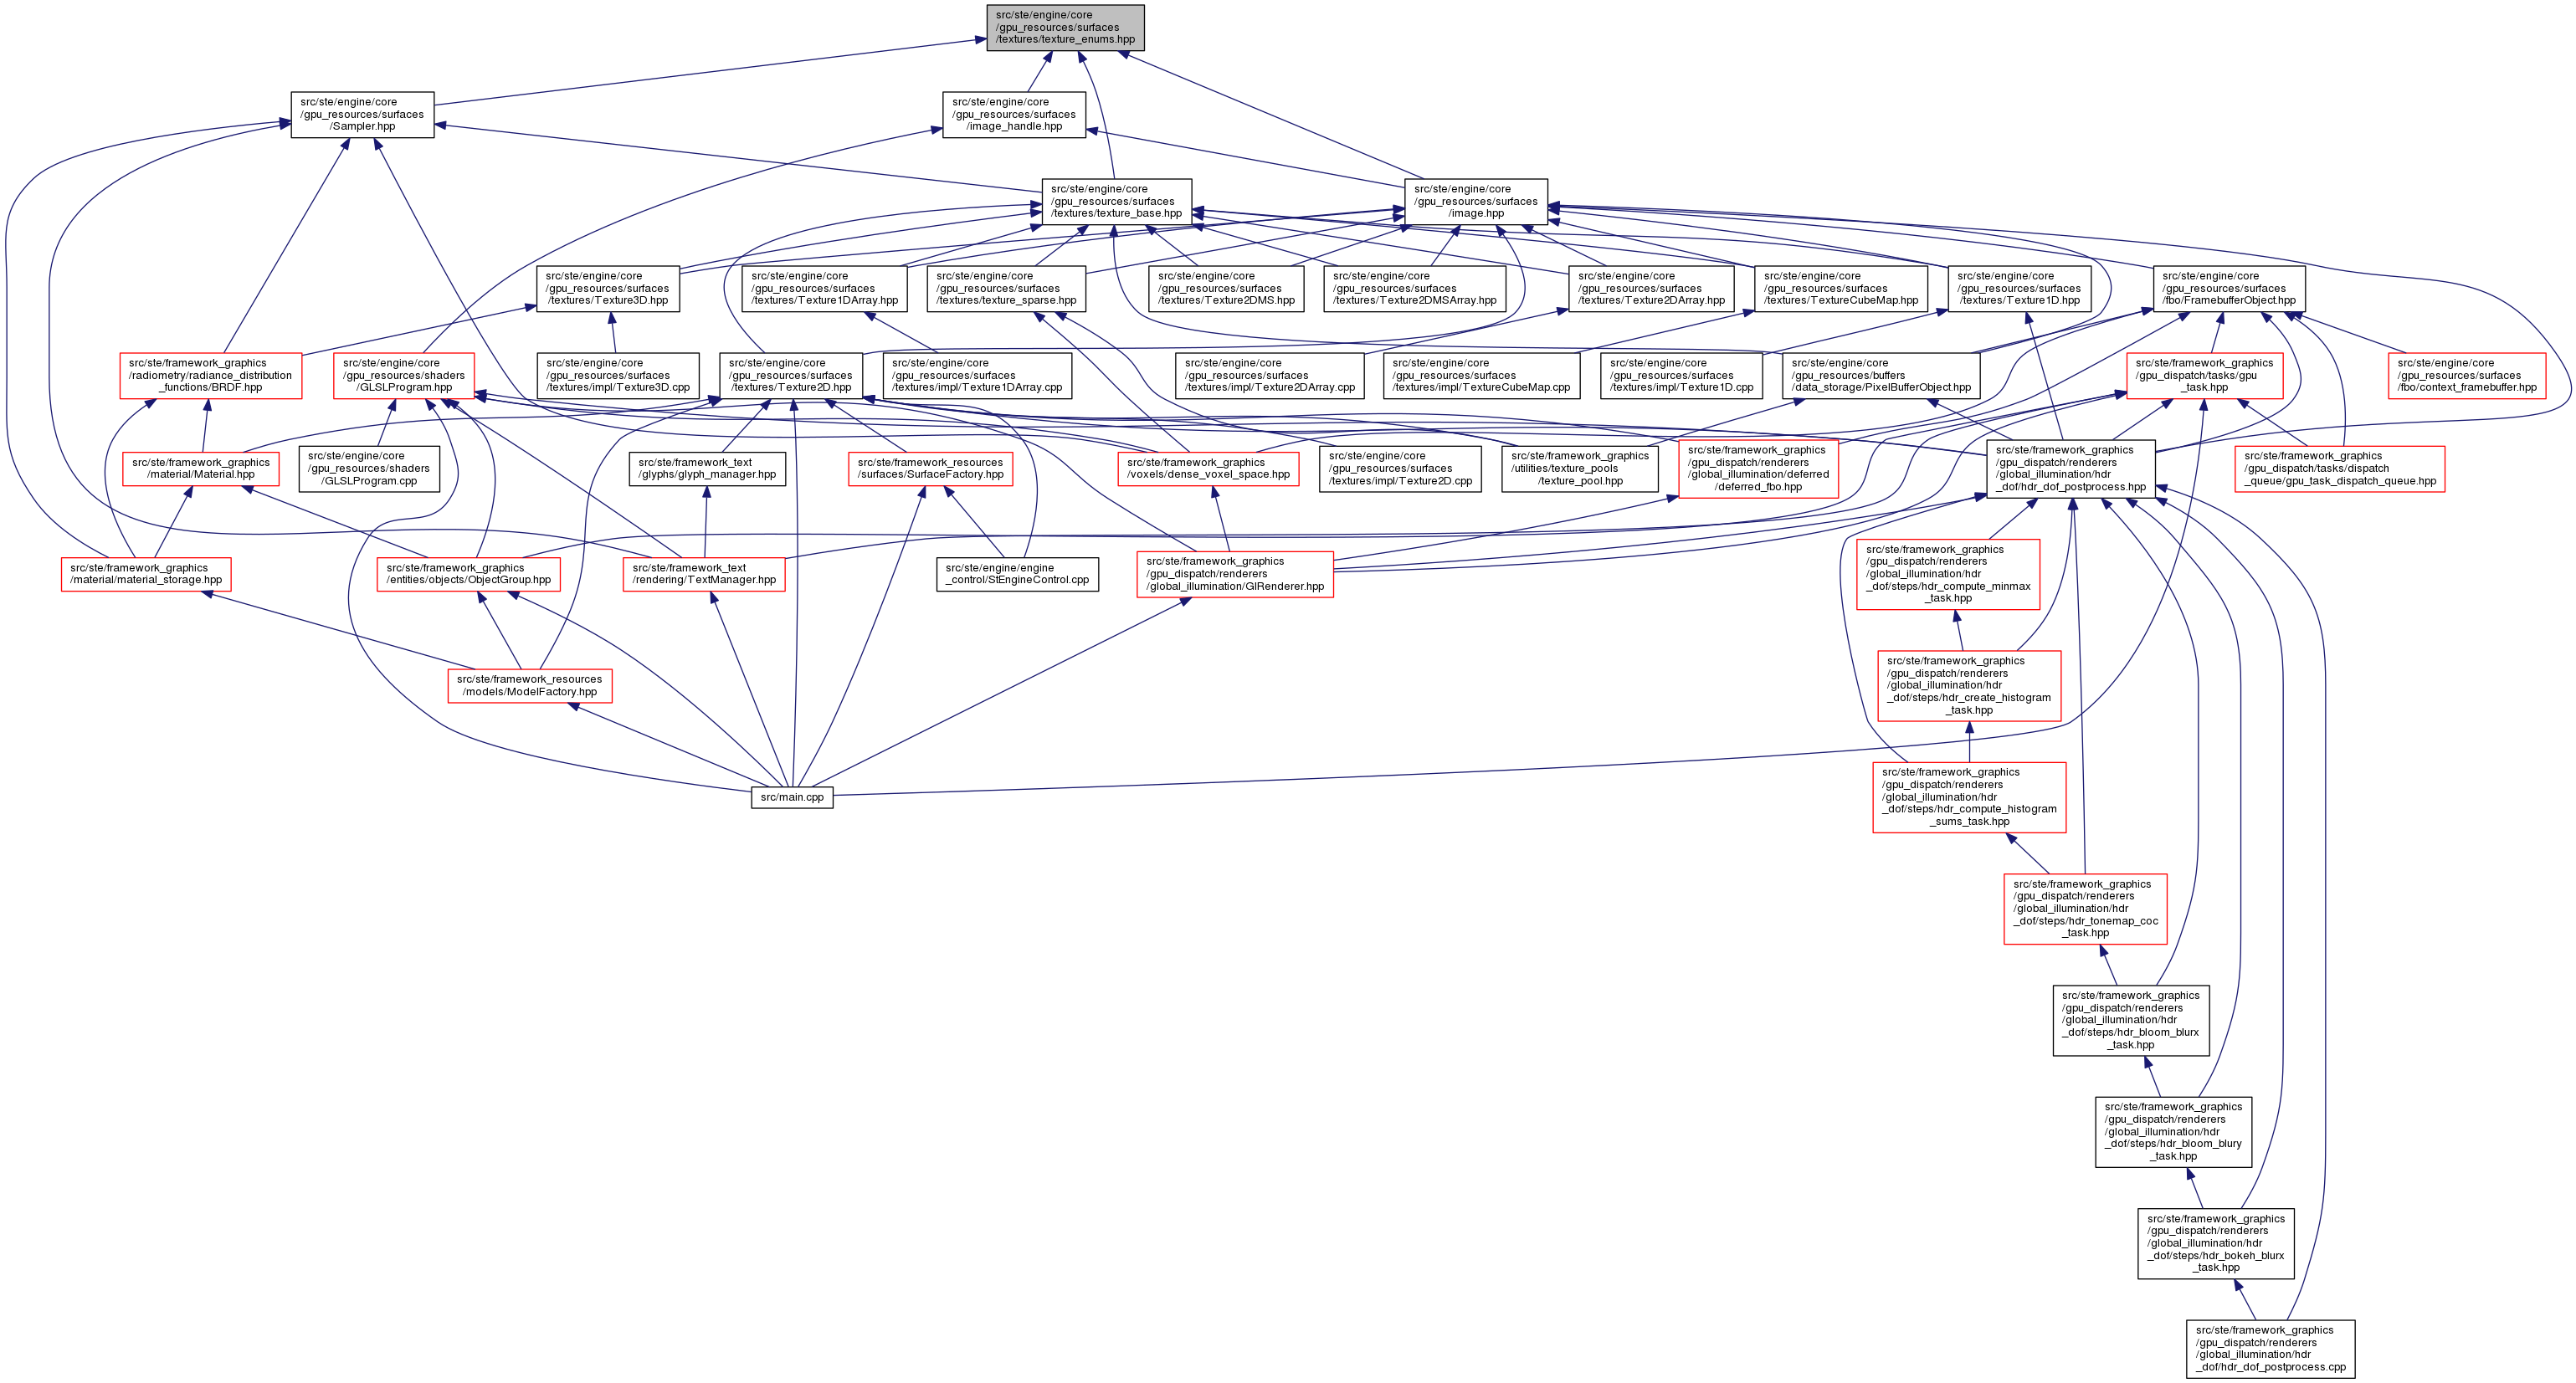 src/ste/engine/core
/gpu_resources/surfaces
/textures/texture_enums.hpp
src/ste/engine/core
/gpu_resources/surfaces
/Sampler.hpp
src/ste/engine/core
/gpu_resources/surfaces
/image_handle.hpp
src/ste/engine/core
/gpu_resources/surfaces
/textures/texture_base.hpp
src/ste/engine/core
/gpu_resources/surfaces
/image.hpp
src/ste/engine/core
/gpu_resources/surfaces
/textures/Texture3D.hpp
src/ste/engine/core
/gpu_resources/surfaces
/textures/Texture1DArray.hpp
src/ste/engine/core
/gpu_resources/surfaces
/textures/texture_sparse.hpp
src/ste/engine/core
/gpu_resources/surfaces
/textures/Texture2DMS.hpp
src/ste/engine/core
/gpu_resources/surfaces
/textures/Texture2DMSArray.hpp
src/ste/engine/core
/gpu_resources/surfaces
/textures/Texture2DArray.hpp
src/ste/engine/core
/gpu_resources/surfaces
/textures/TextureCubeMap.hpp
src/ste/engine/core
/gpu_resources/surfaces
/textures/Texture1D.hpp
src/ste/engine/core
/gpu_resources/surfaces
/fbo/FramebufferObject.hpp
src/ste/framework_graphics
/radiometry/radiance_distribution
_functions/BRDF.hpp
src/ste/engine/core
/gpu_resources/shaders
/GLSLProgram.hpp
src/ste/engine/core
/gpu_resources/surfaces
/textures/impl/Texture3D.cpp
src/ste/engine/core
/gpu_resources/surfaces
/textures/Texture2D.hpp
src/ste/engine/core
/gpu_resources/surfaces
/textures/impl/Texture1DArray.cpp
src/ste/engine/core
/gpu_resources/surfaces
/textures/impl/Texture2DArray.cpp
src/ste/engine/core
/gpu_resources/surfaces
/textures/impl/TextureCubeMap.cpp
src/ste/engine/core
/gpu_resources/surfaces
/textures/impl/Texture1D.cpp
src/ste/engine/core
/gpu_resources/buffers
/data_storage/PixelBufferObject.hpp
src/ste/framework_graphics
/gpu_dispatch/tasks/gpu
_task.hpp
src/ste/engine/core
/gpu_resources/surfaces
/fbo/context_framebuffer.hpp
src/ste/framework_graphics
/material/Material.hpp
src/ste/engine/core
/gpu_resources/shaders
/GLSLProgram.cpp
src/ste/framework_text
/glyphs/glyph_manager.hpp
src/ste/framework_resources
/surfaces/SurfaceFactory.hpp
src/ste/framework_graphics
/voxels/dense_voxel_space.hpp
src/ste/engine/core
/gpu_resources/surfaces
/textures/impl/Texture2D.cpp
src/ste/framework_graphics
/utilities/texture_pools
/texture_pool.hpp
src/ste/framework_graphics
/gpu_dispatch/renderers
/global_illumination/deferred
/deferred_fbo.hpp
src/ste/framework_graphics
/gpu_dispatch/renderers
/global_illumination/hdr
_dof/hdr_dof_postprocess.hpp
src/ste/framework_graphics
/gpu_dispatch/tasks/dispatch
_queue/gpu_task_dispatch_queue.hpp
src/ste/framework_graphics
/material/material_storage.hpp
src/ste/framework_graphics
/entities/objects/ObjectGroup.hpp
src/ste/framework_text
/rendering/TextManager.hpp
src/ste/engine/engine
_control/StEngineControl.cpp
src/ste/framework_graphics
/gpu_dispatch/renderers
/global_illumination/GIRenderer.hpp
src/ste/framework_graphics
/gpu_dispatch/renderers
/global_illumination/hdr
_dof/steps/hdr_compute_minmax
_task.hpp
src/ste/framework_resources
/models/ModelFactory.hpp
src/ste/framework_graphics
/gpu_dispatch/renderers
/global_illumination/hdr
_dof/steps/hdr_create_histogram
_task.hpp
src/main.cpp
src/ste/framework_graphics
/gpu_dispatch/renderers
/global_illumination/hdr
_dof/steps/hdr_compute_histogram
_sums_task.hpp
src/ste/framework_graphics
/gpu_dispatch/renderers
/global_illumination/hdr
_dof/steps/hdr_tonemap_coc
_task.hpp
src/ste/framework_graphics
/gpu_dispatch/renderers
/global_illumination/hdr
_dof/steps/hdr_bloom_blurx
_task.hpp
src/ste/framework_graphics
/gpu_dispatch/renderers
/global_illumination/hdr
_dof/steps/hdr_bloom_blury
_task.hpp
src/ste/framework_graphics
/gpu_dispatch/renderers
/global_illumination/hdr
_dof/steps/hdr_bokeh_blurx
_task.hpp
src/ste/framework_graphics
/gpu_dispatch/renderers
/global_illumination/hdr
_dof/hdr_dof_postprocess.cpp